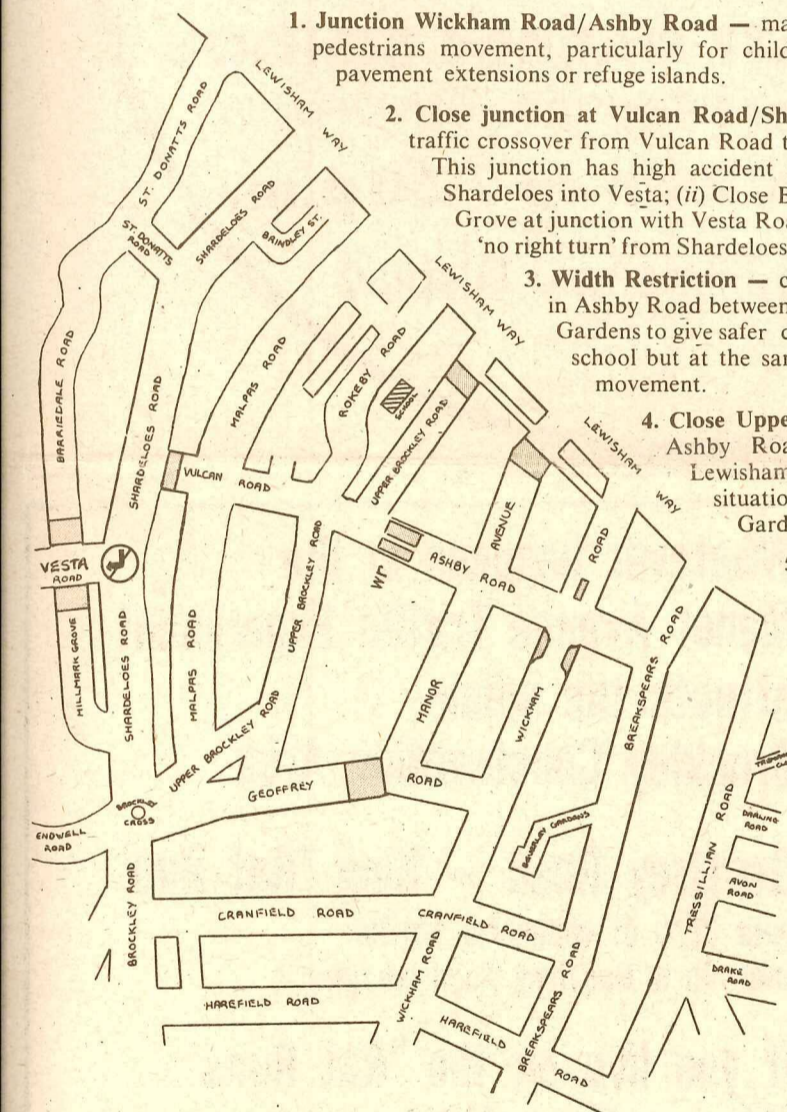 1. Junction Wickham Road/Ashby Road — ma
pedestrians movement, particularly for child
pavement extensions or refuge islands.
2. Close junction at Vulcan Road/Sh
traffic crossover from Vulcan Road t
This junction has high accident
Shardeloes into Vesta; (ii) Close B
Grove at junction with Vesta Ro
‘no right turn’ from Shardeloes
3. Width Restriction — c
in Ashby Road between
Gardens to give safer c
school but at the sa
movement.
4. Close Uppe
Ashby Roa
Lewisham
situatio
Gard
LEWISHAM WAY
ST. DONATTS ROAD
ST. DONATTS
ROAD
SHARDELOES ROAD
BRINDLEY ST.
LEWISHAM WAY
BARRIEDALE ROAD
SHARDELOES ROAD
MALPAS ROAD
ROKEBY ROAD
SCHOOL
UPPER BROCKLEY ROAD
LEWISHAM WAY
VULCAN ROAD
AVENUE
ROAD
VESTA
ROAD
ASHBY ROAD
WJ
UPPER BROCKLEY ROAD
HILLMARK GROVE
SHARDELOES ROAD
MALPAS ROAD
MANOR
WICKHAM
BREAKSPEARS ROAD
UPPER BROCKLEY ROAD
GEOFFREY ROAD
BROCKLEY
CROSS
ENDWELL
ROAD
BEVERLEY GARDENS
TRESSILLIAN ROAD
DRAKE
ROAD
AVON
ROAD
BROCKLEY ROAD
CRANFIELD ROAD
CRANFIELD ROAD
WICKHAM ROAD
HAREFIELD ROAD
HAREFIELD ROAD
BREAKSPEARS ROAD